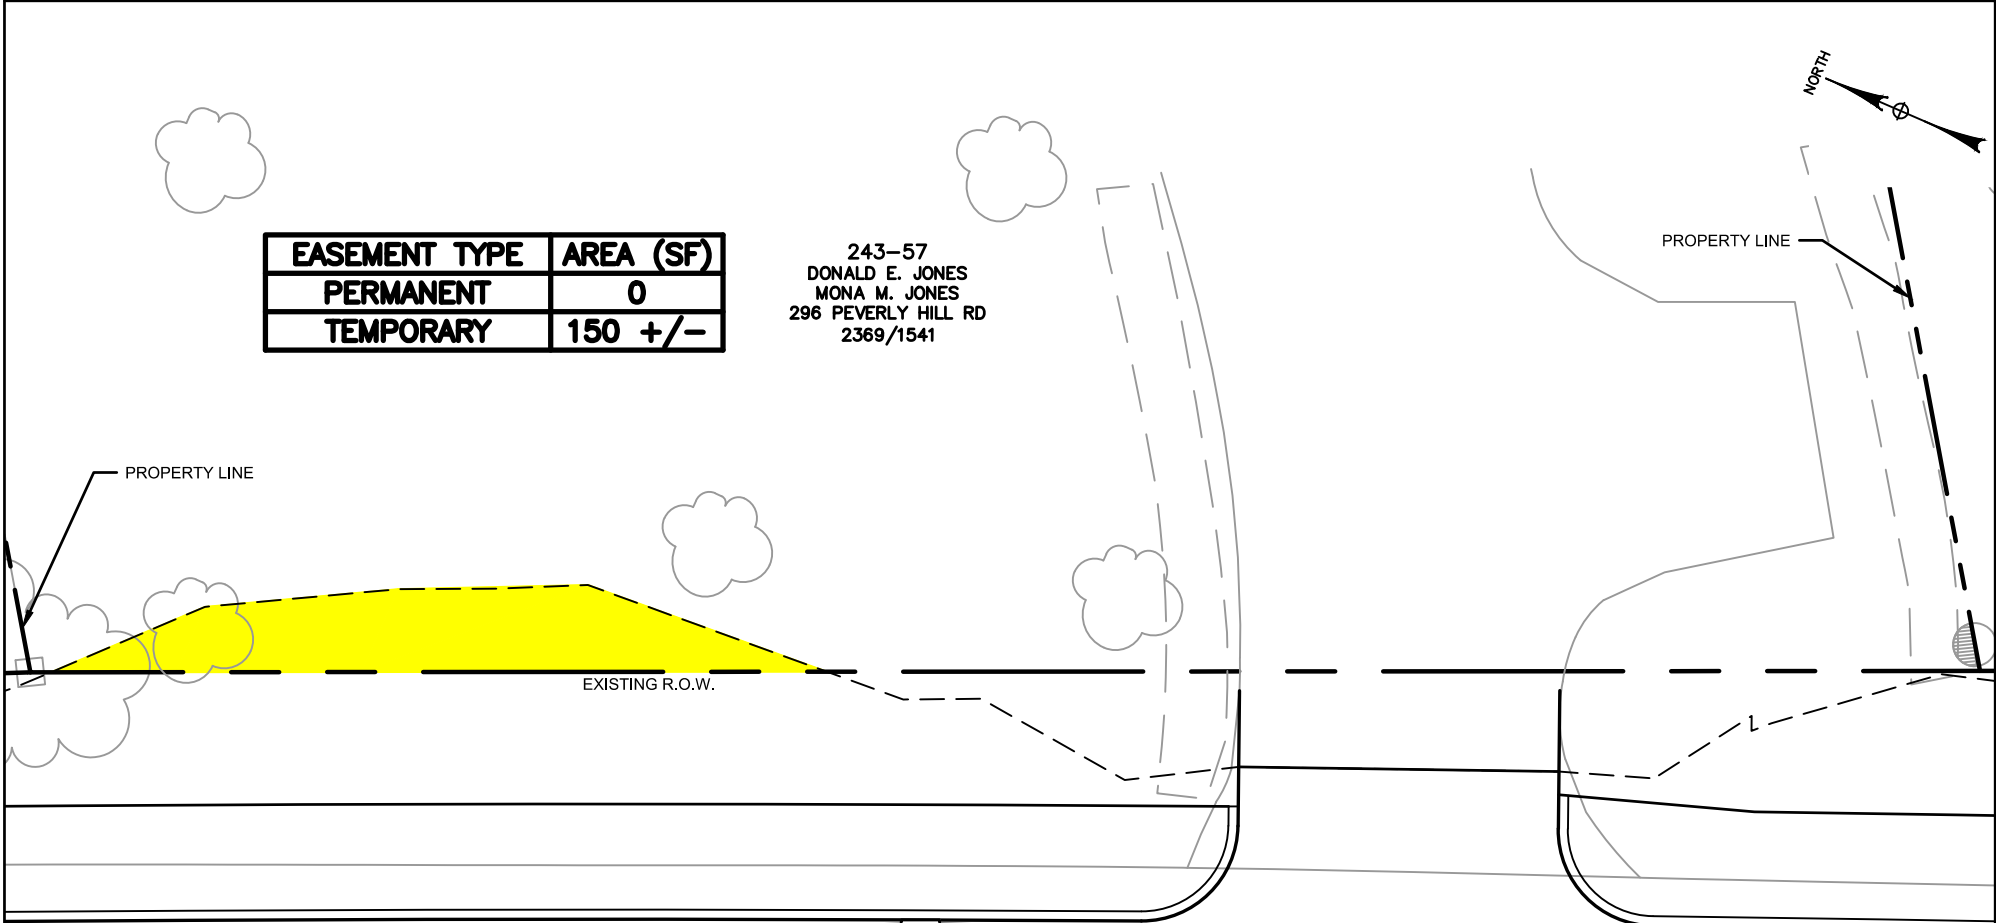 NORTH
PROPERTY LINE
EASEMENT TYPE AREA (SF)
PERMANENT 0
TEMPORARY 150 +/-
243-57
DONALD E. JONES
MONA M. JONES
296 PEVERLY HILL RD
2369/1541
PROPERTY LINE
EXISTING R.O.W.